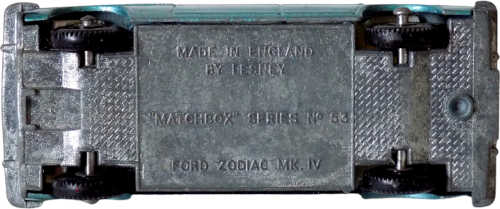 MADE IN ENGLAND
BY LESNEY
"MATCHBOX" SERIES Nº 53
FORD ZODIAC MK. IV